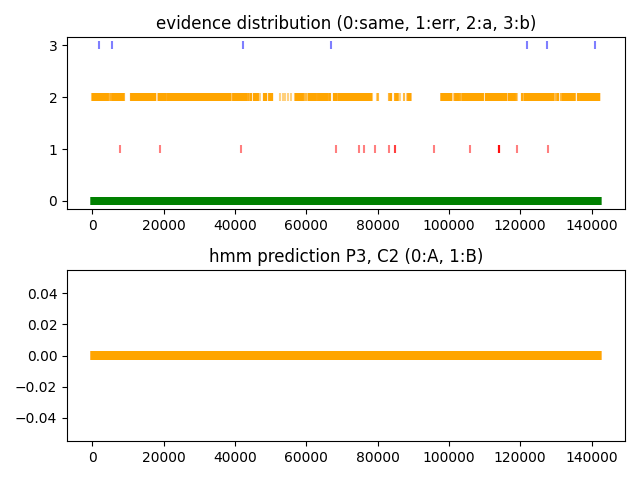 evidence distribution (0:same, 1:err, 2:a, 3:b)
3
2
1
0
0 20000 40000 60000 80000 100000 120000 140000
hmm prediction P3, C2 (0:A, 1:B)
0.04
0.02
0.00
−0.02
−0.04
0 20000 40000 60000 80000 100000 120000 140000